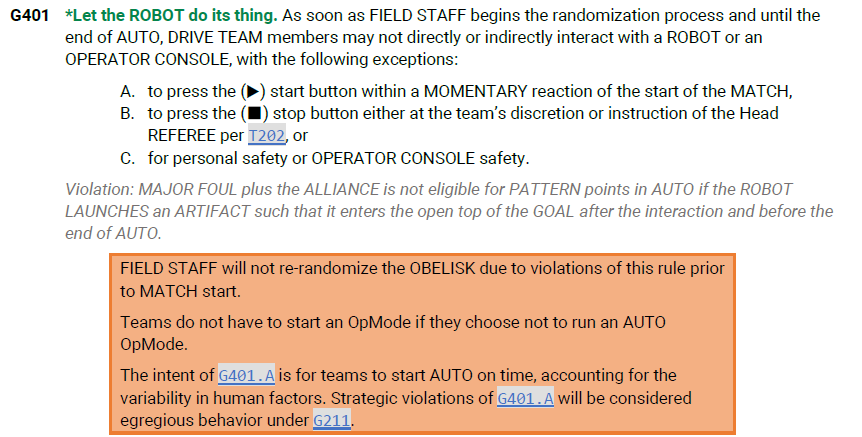 G401 *Let the ROBOT do its thing. As soon as FIELD STAFF begins the randomization process and until the
end of AUTO, DRIVE TEAM members may not directly or indirectly interact with a ROBOT or an
OPERATOR CONSOLE, with the following exceptions:
A. to press the (▶) start button within a MOMENTARY reaction of the start of the MATCH,
B. to press the (■) stop button either at the team's discretion or instruction of the Head
REFEREE per T202, or
C. for personal safety or OPERATOR CONSOLE safety.
Violation: MAJOR FOUL plus the ALLIANCE is not eligible for PATTERN points in AUTO if the ROBOT
LAUNCHES an ARTIFACT such that it enters the open top of the GOAL after the interaction and before the
end of AUTO.
FIELD STAFF will not re-randomize the OBELISK due to violations of this rule prior
to MATCH start.
Teams do not have to start an OpMode if they choose not to run an AUTO
OpMode.
The intent of G401.A is for teams to start AUTO on time, accounting for the
variability in human factors. Strategic violations of G401.A will be considered
egregious behavior under G211.